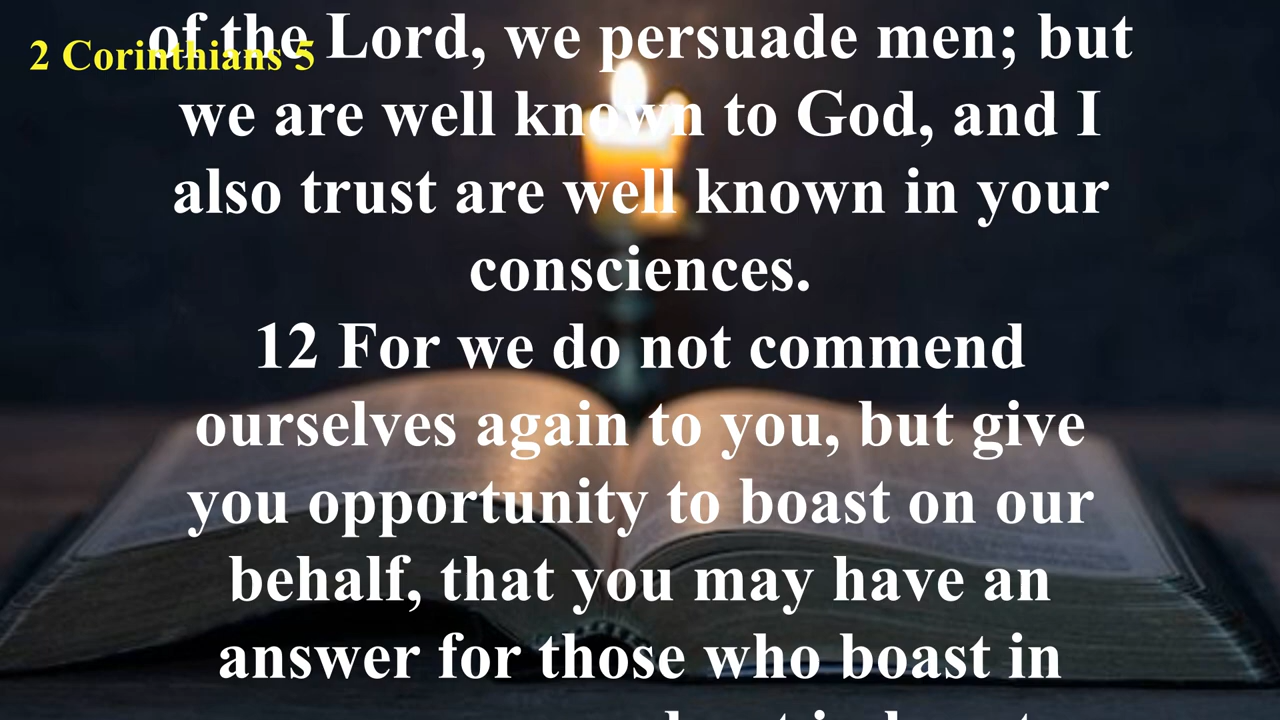 of the Lord, we persuade men; but
2 Corinthians 5
we are well known to God, and I
also trust are well known in your
consciences.
12 For we do not commend
ourselves again to you, but give
you opportunity to boast on our
behalf, that you may have an
answer for those who boast in